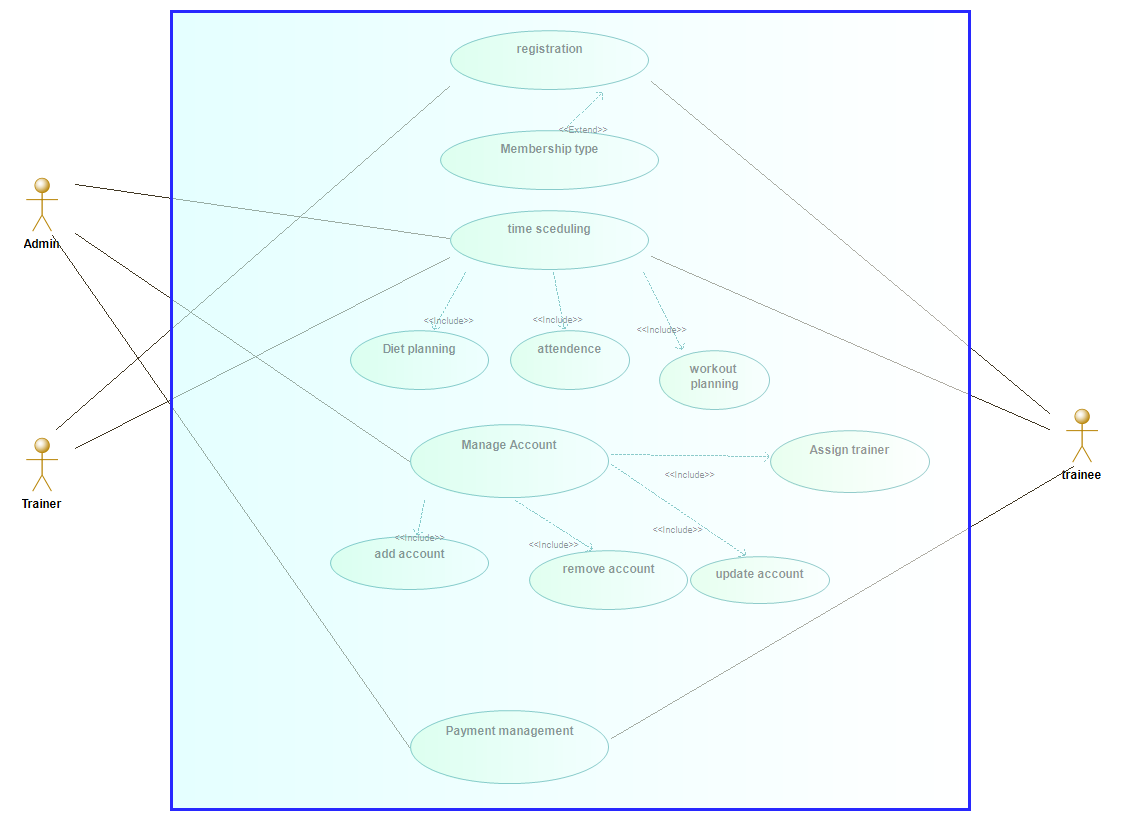 registration
<<Extend>>
Membership type
Admin
time sceduling
<<Include>>
<<Include>>
<<Include>>
Diet planning
attendence
workout
planning
Manage Account
Assign trainer
<<Include>>
trainee
Trainer
<<Include>>
<<Include>>
<<Include>>
add account
remove account
update account
Payment management